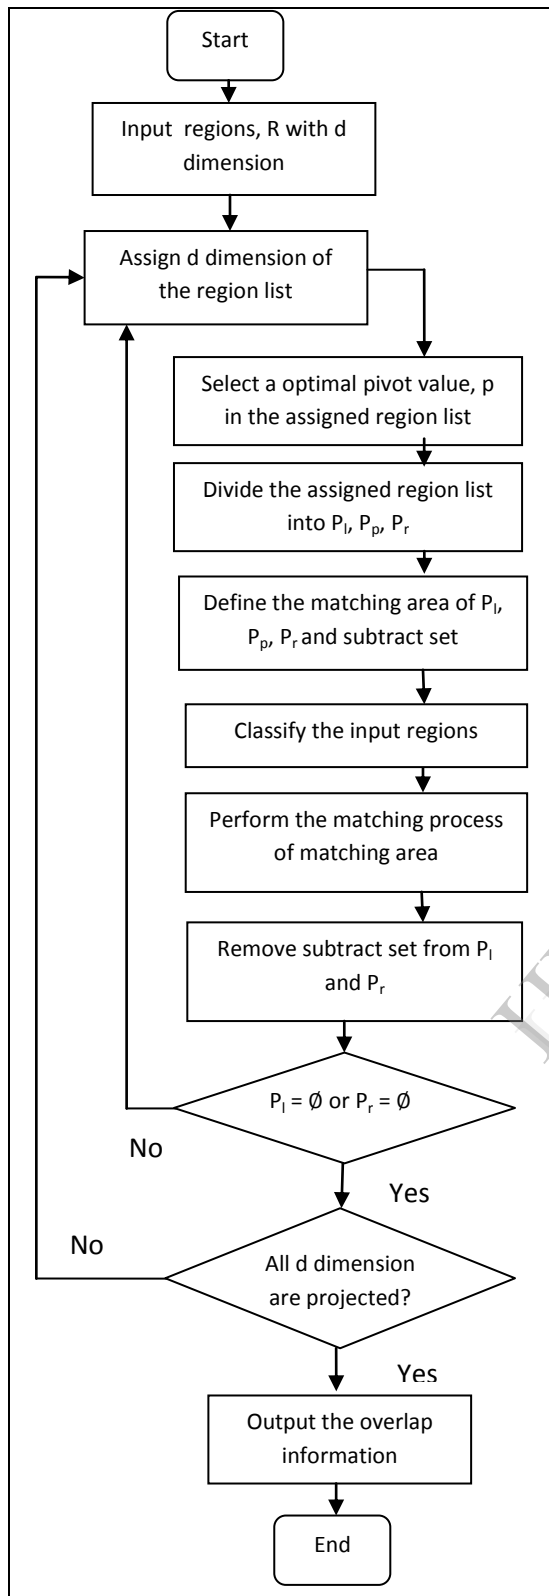 Start
Input regions, R with d
dimension
Assign d dimension of
the region list
Select a optimal pivot value, p
in the assigned region list
Divide the assigned region list
into Pl, Pp, Pr
Define the matching area of Pl,
Pp, Pr and subtract set
Classify the input regions
Perform the matching process
of matching area
Remove subtract set from Pl
and Pr
Pl = Ø or Pr = Ø
No
Yes
No
All d dimension
are projected?
Yes
Output the overlap
information
End